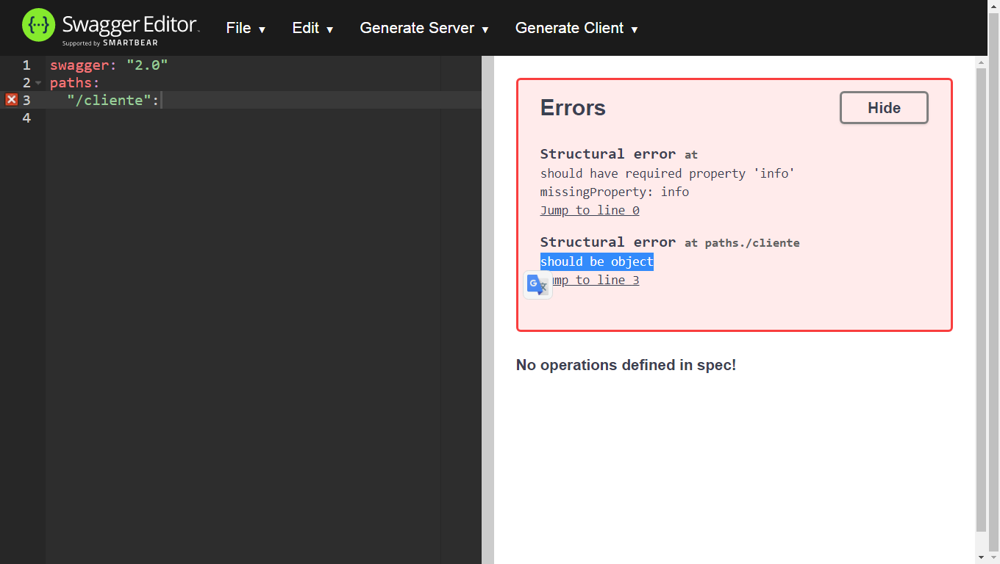 Swagger Editor.
Supported by SMARTBEAR
File ▼ Edit ▼ Generate Server ▼ Generate Client ▼
1 swagger: "2.0"
2 paths:
3 "/cliente":
4
Errors
Hide
Structural error at
should have required property 'info'
missingProperty: info
Jump to line 0
Structural error at paths./cliente
should be object
ump to line 3
No operations defined in spec!